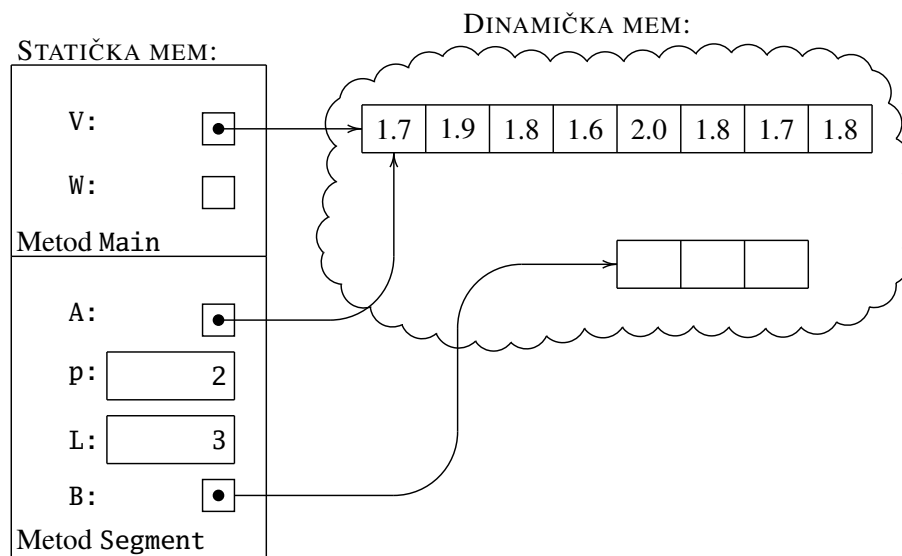 DINAMIČKA MEM:
STATIČKA MEM:
V:
1.7 1.9 1.8 1.6 2.0 1.8 1.7 1.8
W:
Metod Main
A:
p: 2
L: 3
B:
Metod Segment